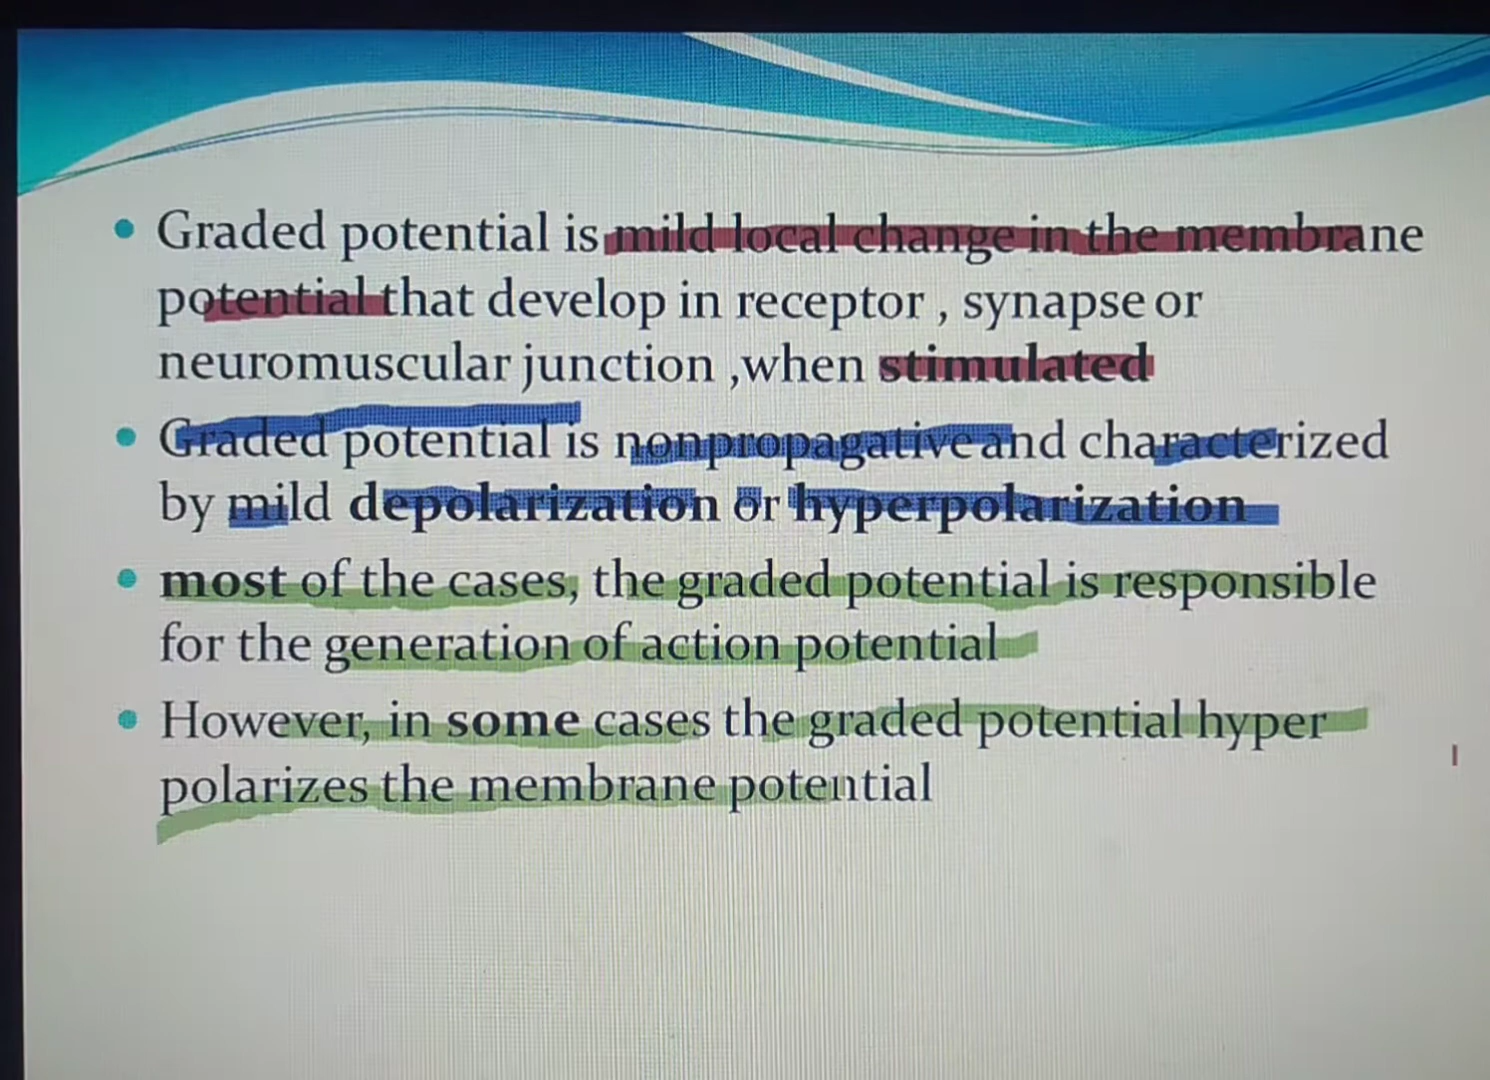 Graded potential is mild local change in the membrane
potential that develop in receptor , synapse or
neuromuscular junction ,when stimulated
Graded potential is nonpropagative and characterized
by mild depolarization or hyperpolarization
most of the cases, the graded potential is responsible
for the generation of action potential
However, in some cases the graded potential hyper
polarizes the membrane potential